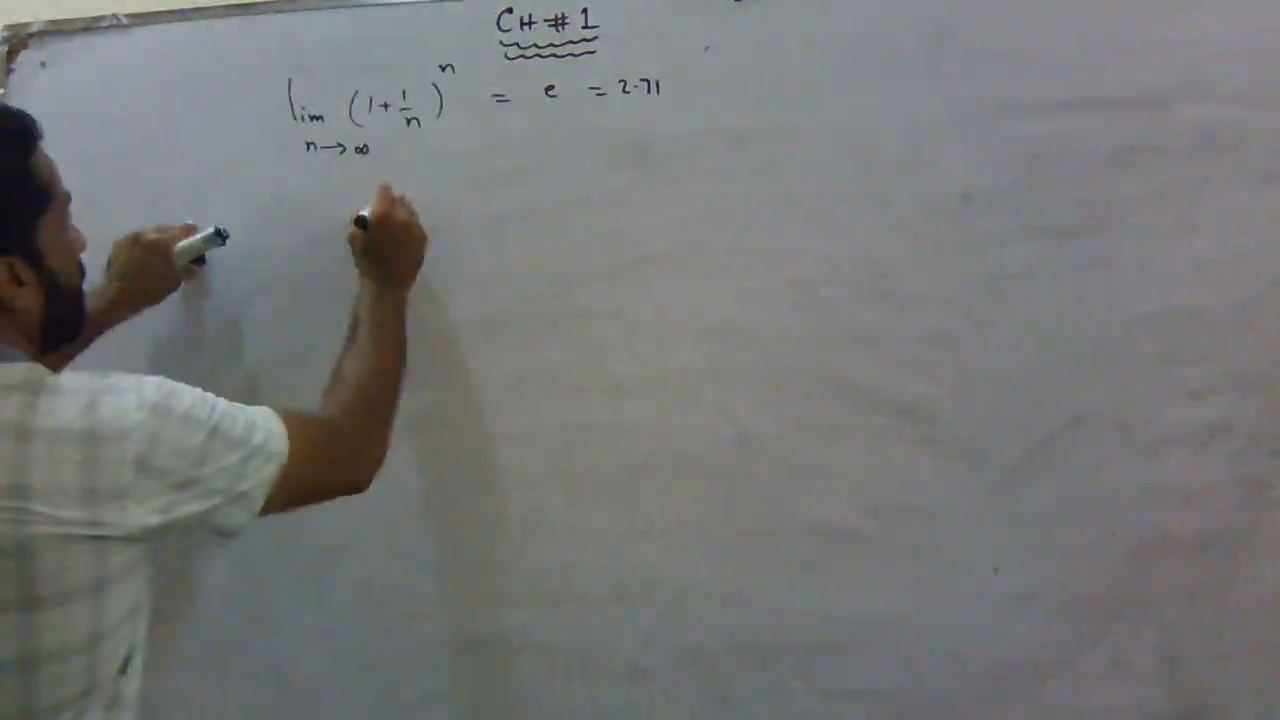 CH # 1
lim (1 + 1/n)^n = e = 2.71
n → ∞